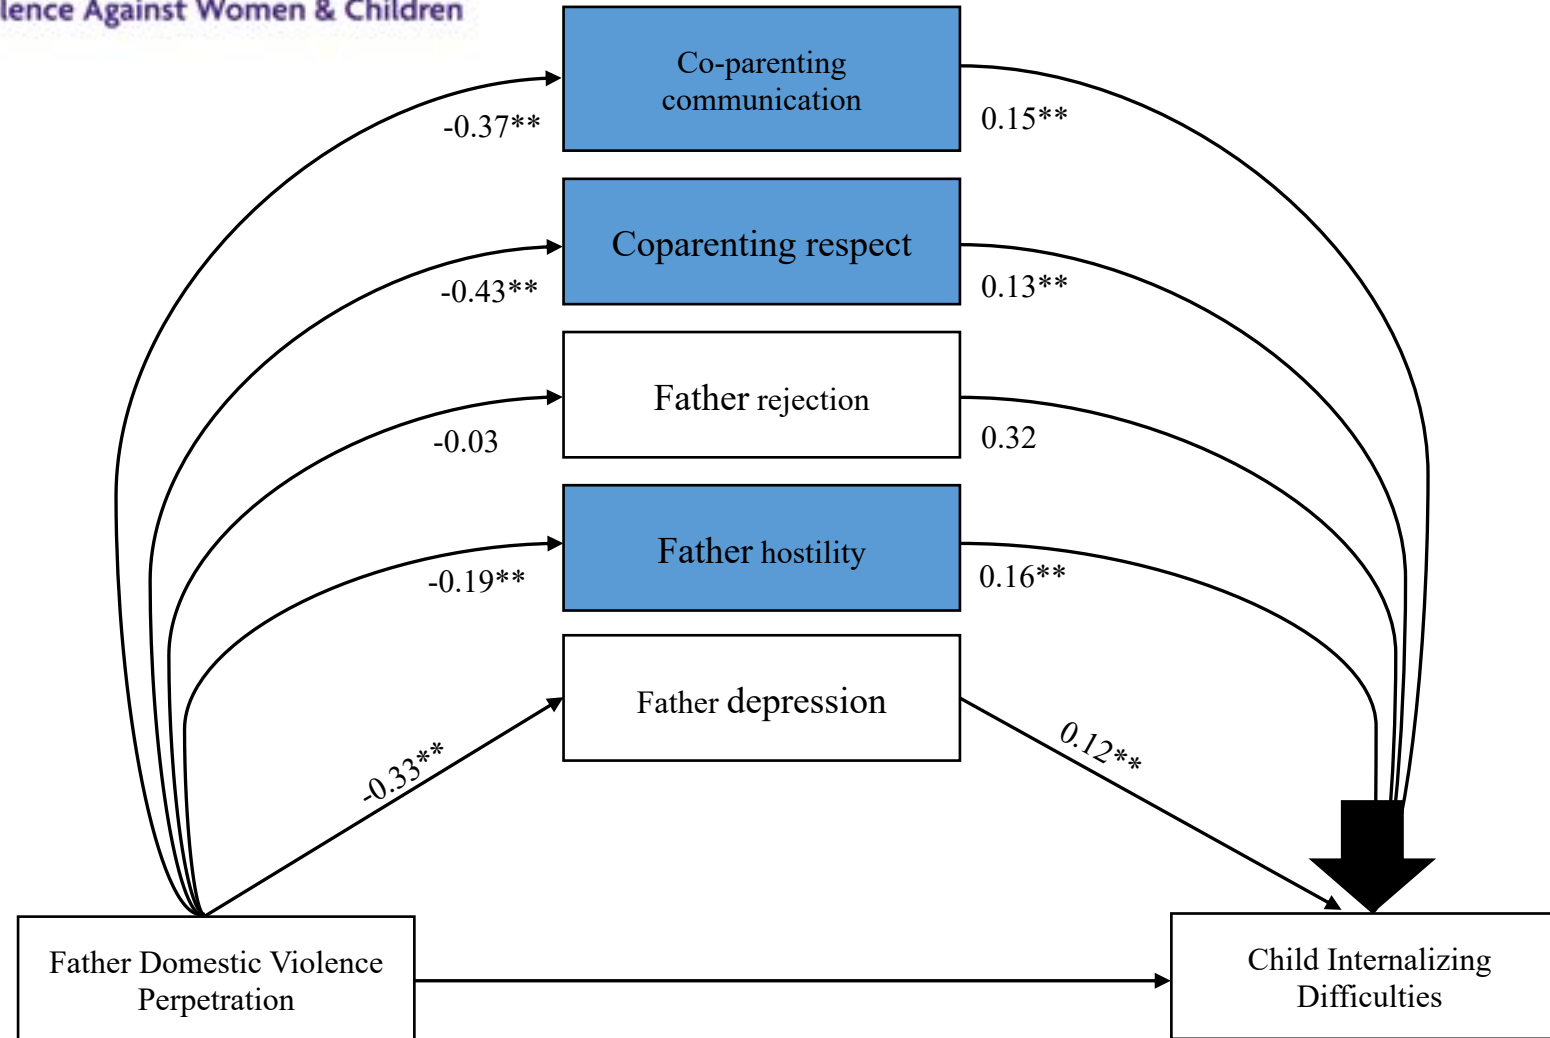 Against Women & Children
Co-parenting
communication
-0.37**
0.15**
Coparenting respect
-0.43**
0.13**
Father rejection
-0.03
0.32
Father hostility
-0.19**
0.16**
Father depression
-0.33**
0.12**
Father Domestic Violence
Perpetration
Child Internalizing
Difficulties